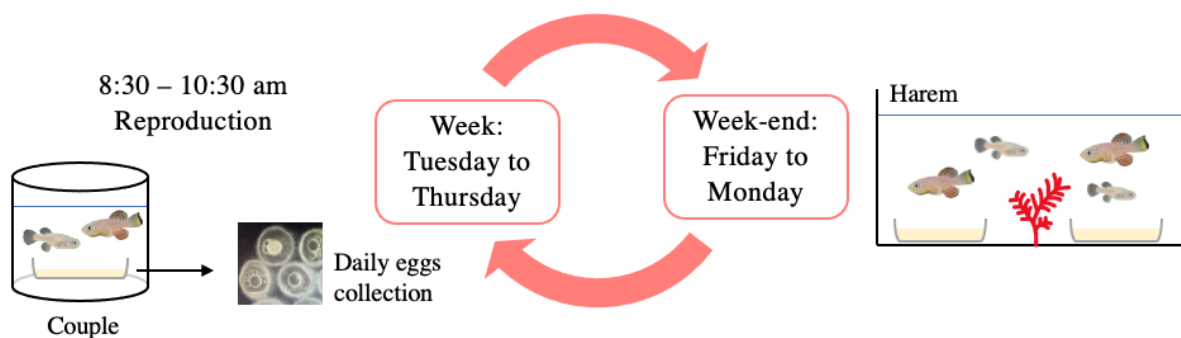 8:30 – 10:30 am
Reproduction
Couple
Daily eggs
collection
Week:
Tuesday to
Thursday
Week-end:
Friday to
Monday
Harem